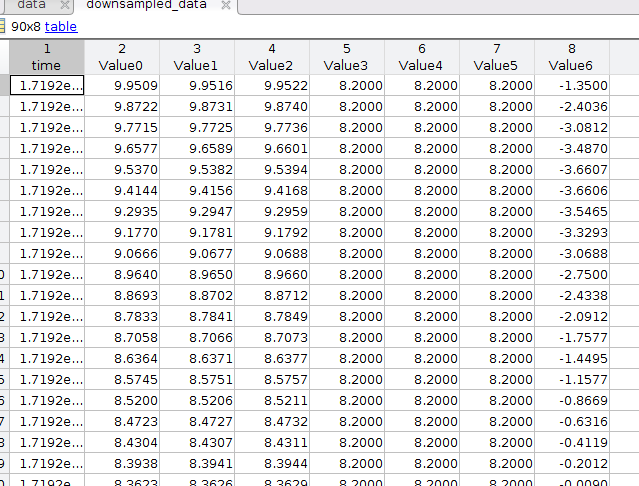 data downsampled_data
90x8 table
1 2 3 4 5 6 7 8
time Value0 Value1 Value2 Value3 Value4 Value5 Value6
1.7192e... 9.9509 9.9516 9.9522 8.2000 8.2000 8.2000 -1.3500
1.7192e... 9.8722 9.8731 9.8740 8.2000 8.2000 8.2000 -2.4036
1.7192e... 9.7715 9.7725 9.7736 8.2000 8.2000 8.2000 -3.0812
1.7192e... 9.6577 9.6589 9.6601 8.2000 8.2000 8.2000 -3.4870
1.7192e... 9.5370 9.5382 9.5394 8.2000 8.2000 8.2000 -3.6607
1.7192e... 9.4144 9.4156 9.4168 8.2000 8.2000 8.2000 -3.6606
1.7192e... 9.2935 9.2947 9.2959 8.2000 8.2000 8.2000 -3.5465
1.7192e... 9.1770 9.1781 9.1792 8.2000 8.2000 8.2000 -3.3293
1.7192e... 9.0666 9.0677 9.0688 8.2000 8.2000 8.2000 -3.0688
0 1.7192e... 8.9640 8.9650 8.9660 8.2000 8.2000 8.2000 -2.7500
1 1.7192e... 8.8693 8.8702 8.8712 8.2000 8.2000 8.2000 -2.4338
2 1.7192e... 8.7833 8.7841 8.7849 8.2000 8.2000 8.2000 -2.0912
3 1.7192e... 8.7058 8.7066 8.7073 8.2000 8.2000 8.2000 -1.7577
4 1.7192e... 8.6364 8.6371 8.6377 8.2000 8.2000 8.2000 -1.4495
5 1.7192e... 8.5745 8.5751 8.5757 8.2000 8.2000 8.2000 -1.1577
6 1.7192e... 8.5200 8.5206 8.5211 8.2000 8.2000 8.2000 -0.8669
7 1.7192e... 8.4723 8.4727 8.4732 8.2000 8.2000 8.2000 -0.6316
8 1.7192e... 8.4307 8.4307 8.4311 8.2000 8.2000 8.2000 -0.4119
9 1.7192e... 8.3938 8.3941 8.3944 8.2000 8.2000 8.2000 -0.2012
0 1.7192e... 8.3623 8.3626 8.3629 8.2000 8.2000 8.2000 -0.0090